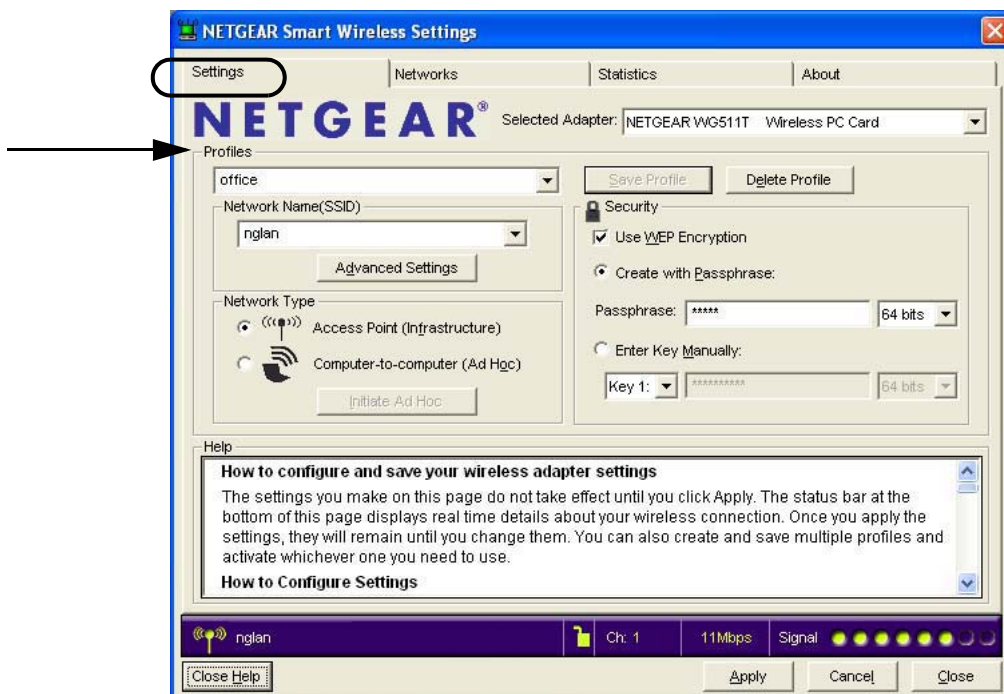 NETGEAR Smart Wireless Settings
Settings Networks Statistics About
NETGEAR®
Selected Adapter: NETGEAR WG511T Wireless PC Card
Profiles
office
Save Profile Delete Profile
Network Name(SSID)
nglan
Advanced Settings
Network Type
Access Point (Infrastructure)
Computer-to-computer (Ad Hoc)
Initiate Ad Hoc
Security
Use WEP Encryption
Create with Passphrase:
Passphrase: ***** 64 bits
Enter Key Manually:
Key 1: ********** 64 bits
Help
How to configure and save your wireless adapter settings
The settings you make on this page do not take effect until you click Apply. The status bar at the
bottom of this page displays real time details about your wireless connection. Once you apply the
settings, they will remain until you change them. You can also create and save multiple profiles and
activate whichever one you need to use.
How to Configure Settings
nglan Ch: 1 11Mbps Signal
Close Help Apply Cancel Close